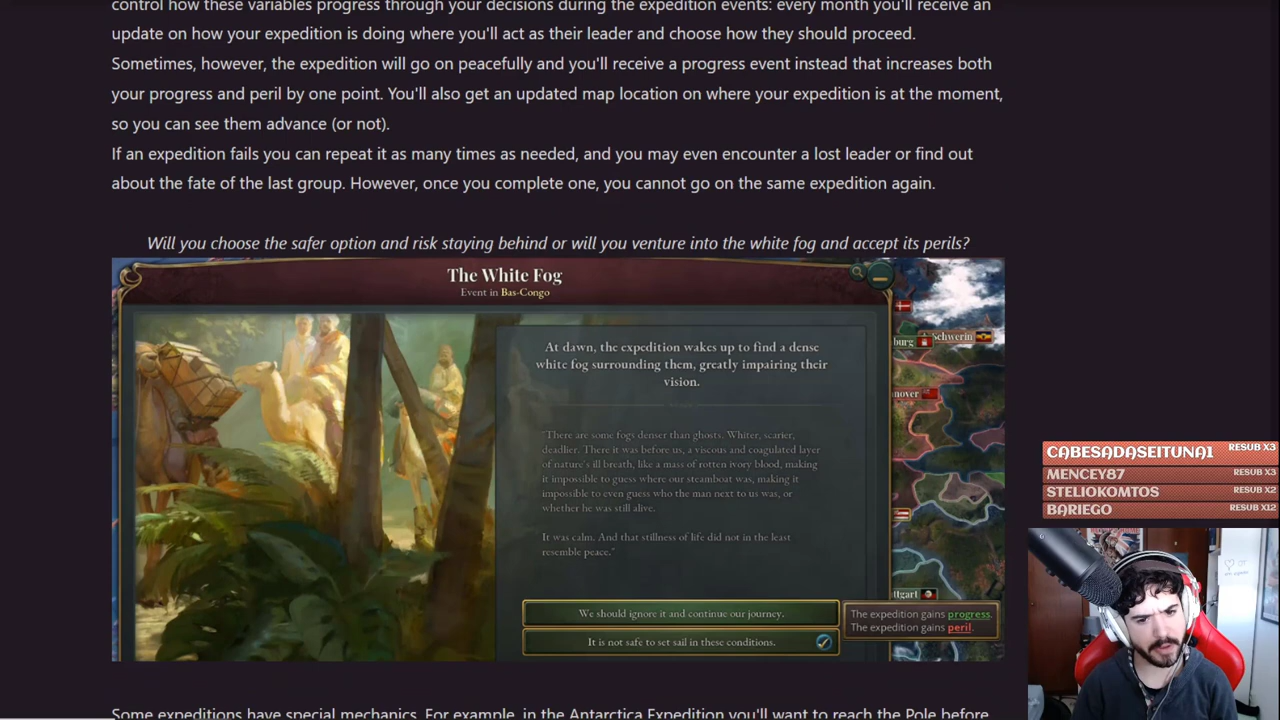 control how these variables progress through your decisions during the expedition events: every month you'll receive an
update on how your expedition is doing where you'll act as their leader and choose how they should proceed.
Sometimes, however, the expedition will go on peacefully and you'll receive a progress event instead that increases both
your progress and peril by one point. You'll also get an updated map location on where your expedition is at the moment,
so you can see them advance (or not).
If an expedition fails you can repeat it as many times as needed, and you may even encounter a lost leader or find out
about the fate of the last group. However, once you complete one, you cannot go on the same expedition again.
Will you choose the safer option and risk staying behind or will you venture into the white fog and accept its perils?
The White Fog
Event in Bas-Congo
At dawn, the expedition wakes up to find a dense
white fog surrounding them, greatly impairing their
vision.
"There are some fogs denser than ghosts. Whiter, scarier,
deadlier. There it was before us, a viscous and coagulated layer
of nature's ill breath, like a mass of rotten ivory blood, making
it impossible to guess where our steamboat was, making it
impossible to even guess who the man next to us was, or
whether he was still alive.
It was calm. And that stillness of life did not in the least
resemble peace."
We should ignore it and continue our journey.
It is not safe to set sail in these conditions.
The expedition gains progress.
The expedition gains peril.
burg
Schwerin
nover
ttgart
CABESADASEITUNA1 RESUB X3
MENCEY87 RESUB X3
STELIOKOMTOS RESUB X2
BARIEGO RESUB X12
Some expeditions have special mechanics. For example, in the Antarctica Expedition you'll want to reach the Pole before